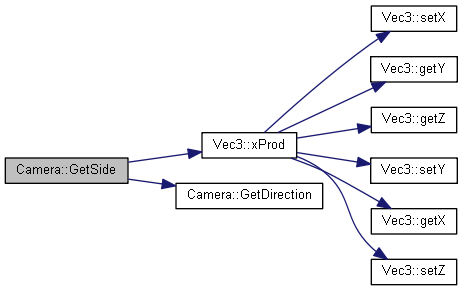 Camera::GetSide
Vec3::xProd
Camera::GetDirection
Vec3::setX
Vec3::getY
Vec3::getZ
Vec3::setY
Vec3::getX
Vec3::setZ